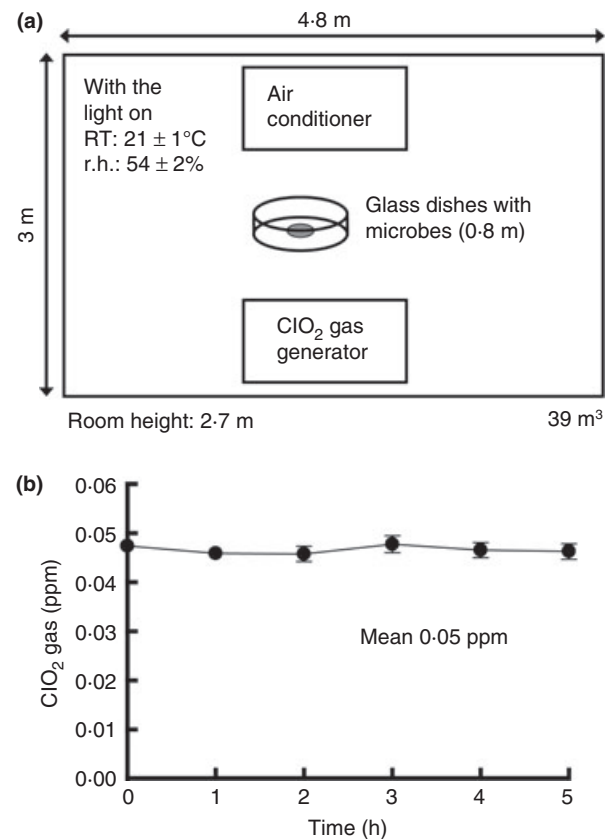 (a)
4·8 m
With the
light on
RT: 21 ± 1°C
r.h.: 54 ± 2%
Air
conditioner
3 m
Glass dishes with
microbes (0·8 m)
ClO₂ gas
generator
Room height: 2·7 m
39 m³
(b)
0·06
0·05
0·04
0·03
0·02
0·01
0·00
ClO₂ gas (ppm)
Mean 0·05 ppm
0 1 2 3 4 5
Time (h)